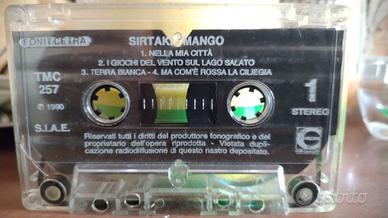 FONIT CETRA
SIRTAKI MANGO
1. NELLA MIA CITTÀ
2. I GIOCHI DEL VENTO SUL LAGO SALATO
3. TERRA BIANCA - 4. MA COM'È ROSSA LA CILIEGIA
TMC
257
℗ 1990
S.I.A.E.
1
STEREO
Riservati tutti i diritti del produttore fonografico e del
proprietario dell'opera riprodotta - Vietata dupli-
cazione radiodiffusione di questo nastro depositato.
subito